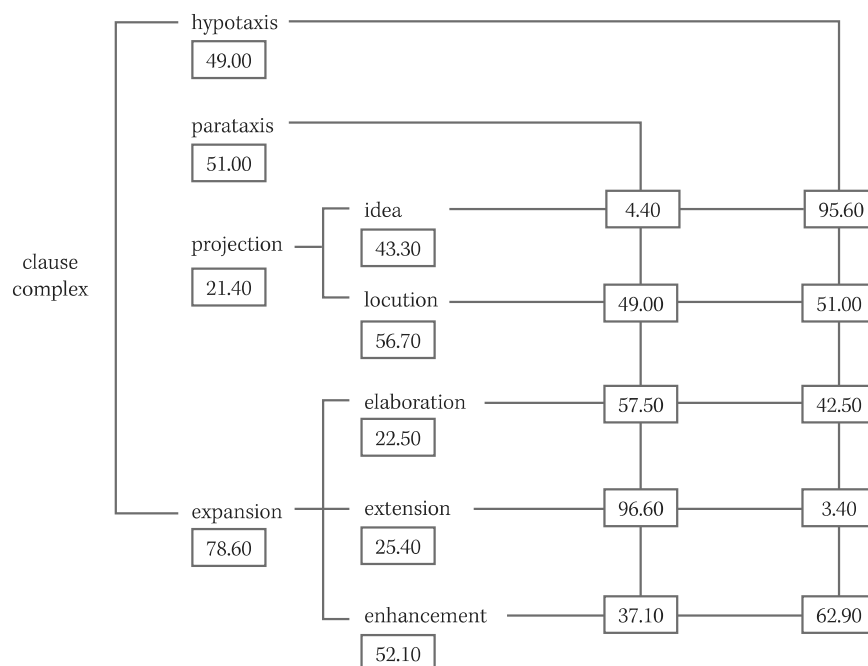 hypotaxis
49.00
parataxis
51.00
idea
4.40
95.60
projection
43.30
clause
complex
21.40
locution
49.00
51.00
56.70
elaboration
57.50
42.50
22.50
expansion
extension
96.60
3.40
78.60
25.40
enhancement
37.10
62.90
52.10